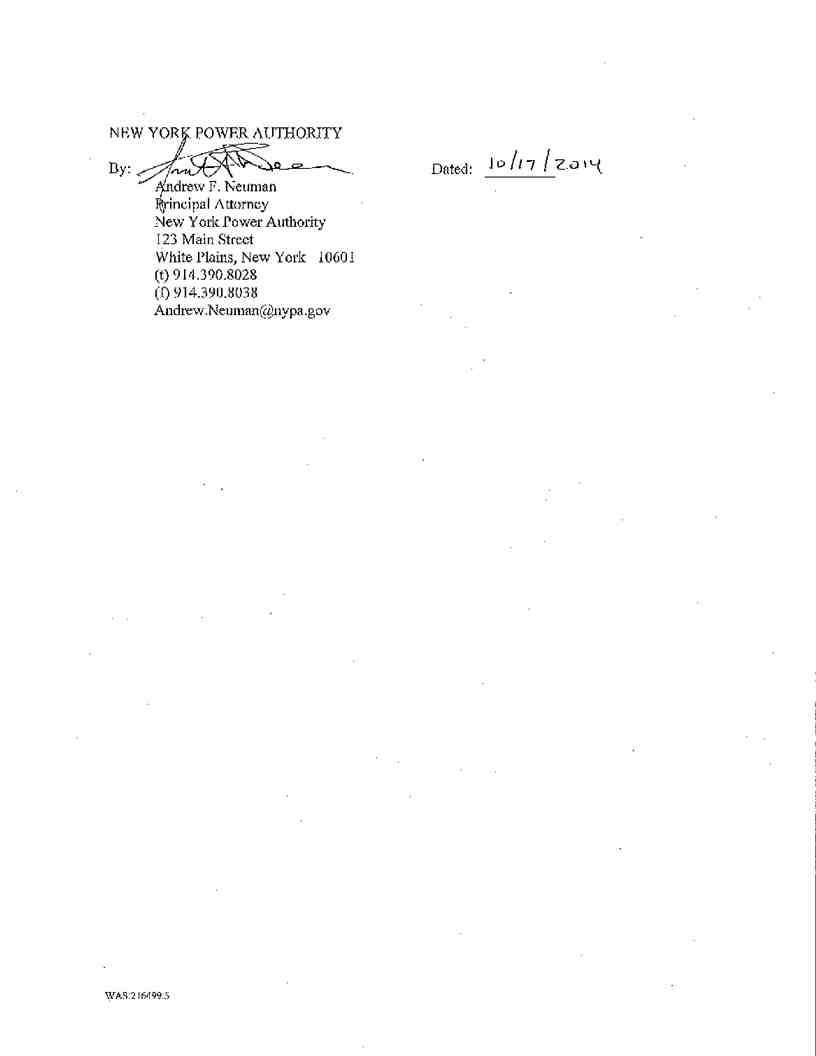 NEW YORK POWER AUTHORITY
By:
Dated: 10/17/2014
Andrew F. Neuman
Principal Attorney
New York Power Authority
123 Main Street
White Plains, New York 10601
(t) 914.390.8028
(f) 914.390.8038
Andrew.Neuman@nypa.gov
WAS:216499.5